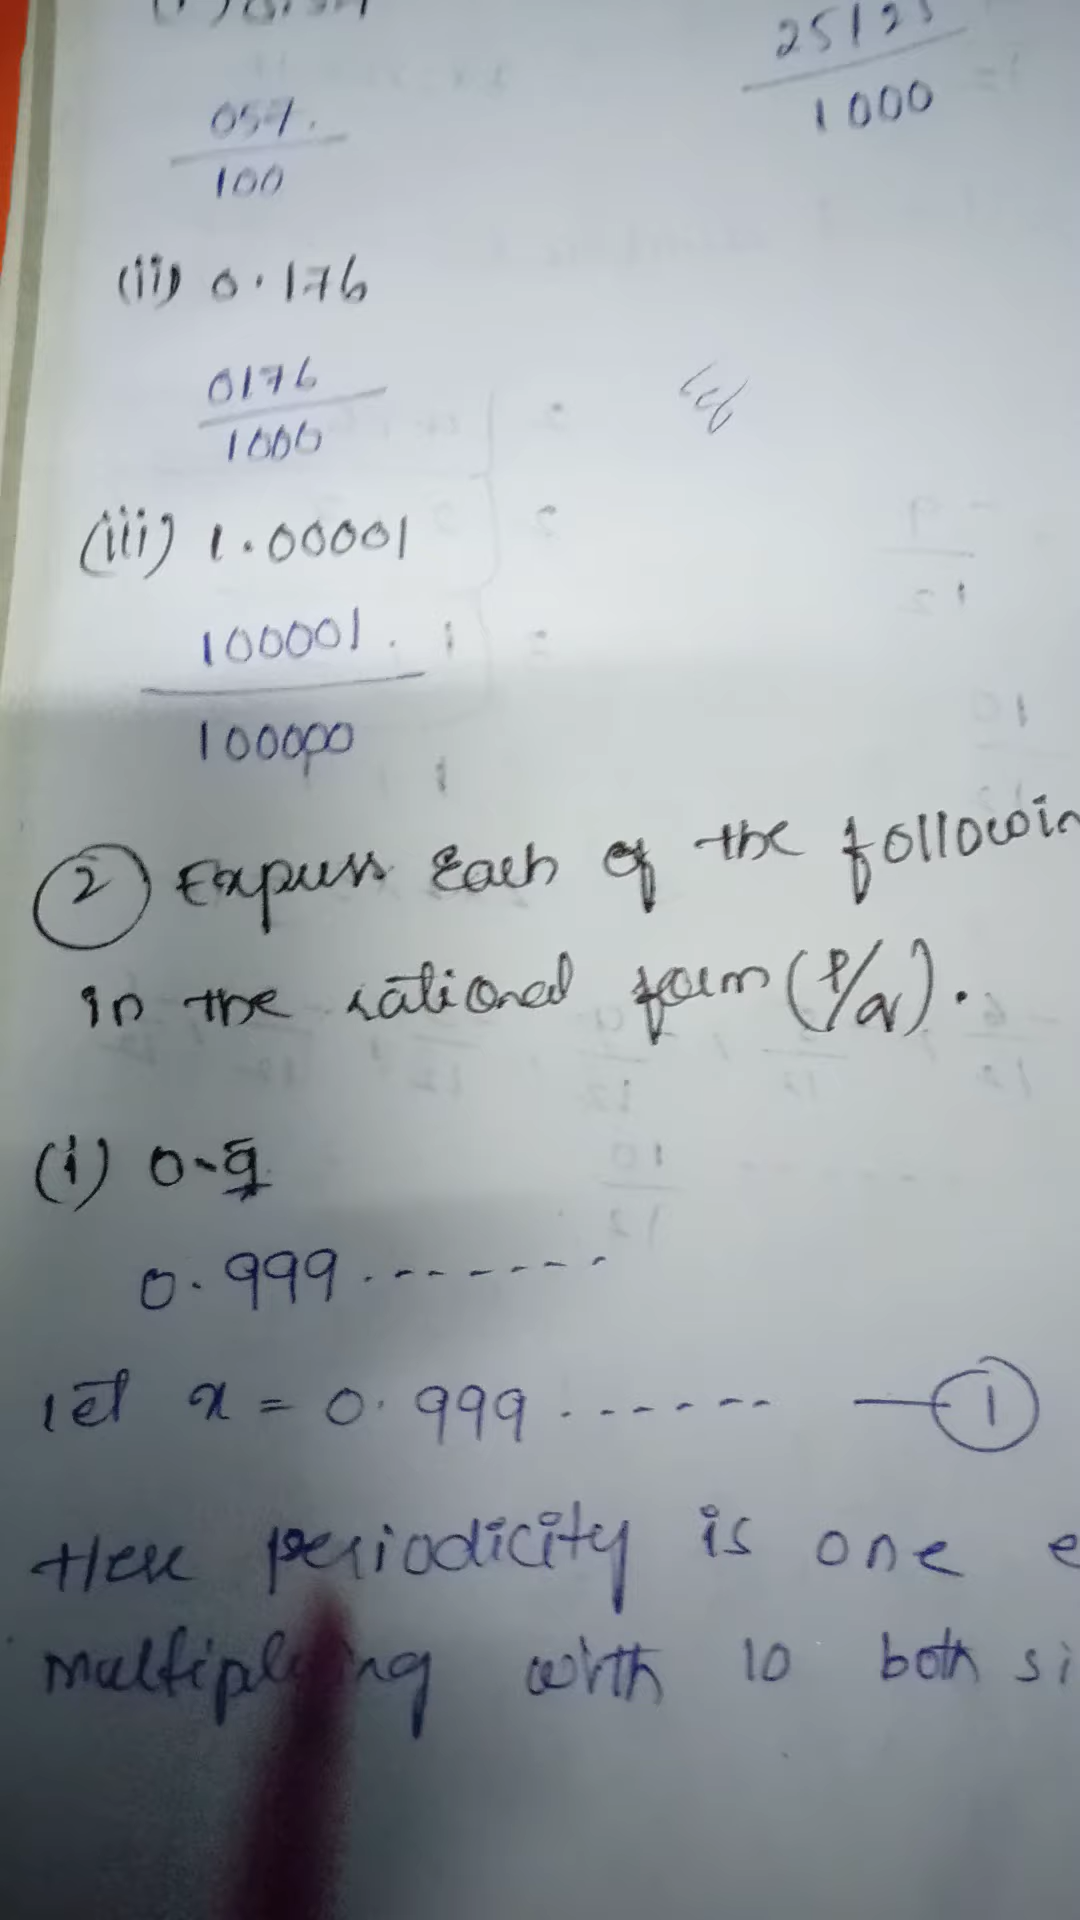 25125
1000
057.
100
(ii) 0.176
0176
1000
(iii) 1.00001
100001.
100000
② Express Each of the followin
in the rational form (P/q).
(i) 0.9̅
0.999.-------
let x = 0.999.------ —①
Here periodicity is one e
multiplying with 10 both si